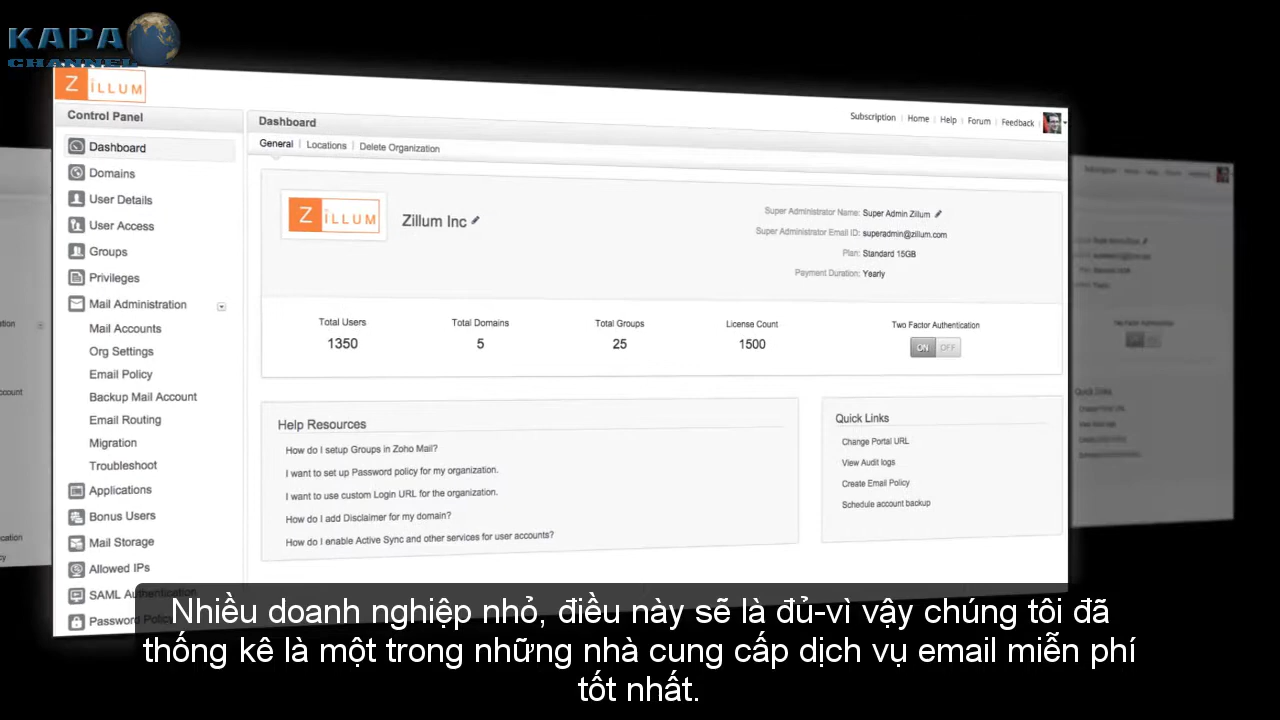 KAPA
CHANNEL
ZILLUM
Control Panel
Dashboard
Domains
User Details
User Access
Groups
Privileges
Mail Administration
Mail Accounts
Org Settings
Email Policy
Backup Mail Account
Email Routing
Migration
Troubleshoot
Applications
Bonus Users
Mail Storage
Allowed IPs
SAML Authentication
Password Policy
Dashboard
Subscription Home Help Forum Feedback
General Locations Delete Organization
ZILLUM
Zillum Inc
Super Administrator Name: Super Admin Zillum
Super Administrator Email ID: superadmin@zillum.com
Plan: Standard 15GB
Payment Duration: Yearly
Total Users Total Domains Total Groups License Count Two Factor Authentication
1350 5 25 1500 ON OFF
Help Resources
How do I setup Groups in Zoho Mail?
I want to set up Password policy for my organization.
I want to use custom Login URL for the organization.
How do I add Disclaimer for my domain?
How do I enable Active Sync and other services for user accounts?
Quick Links
Change Portal URL
View Audit logs
Create Email Policy
Schedule account backup
Nhiều doanh nghiệp nhỏ, điều này sẽ là đủ-vì vậy chúng tôi đã
thống kê là một trong những nhà cung cấp dịch vụ email miễn phí
tốt nhất.